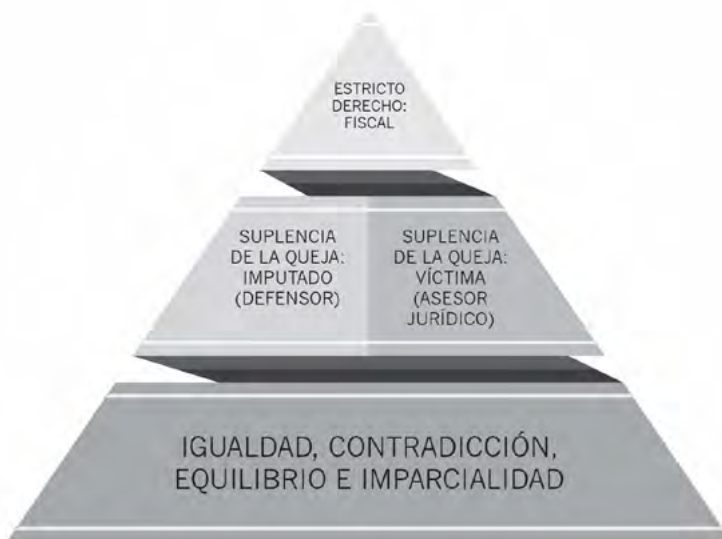 ESTRICTO
DERECHO:
FISCAL
SUPLENCIA
DE LA QUEJA:
IMPUTADO
(DEFENSOR)
SUPLENCIA
DE LA QUEJA:
VÍCTIMA
(ASESOR
JURÍDICO)
IGUALDAD, CONTRADICCIÓN,
EQUILIBRIO E IMPARCIALIDAD